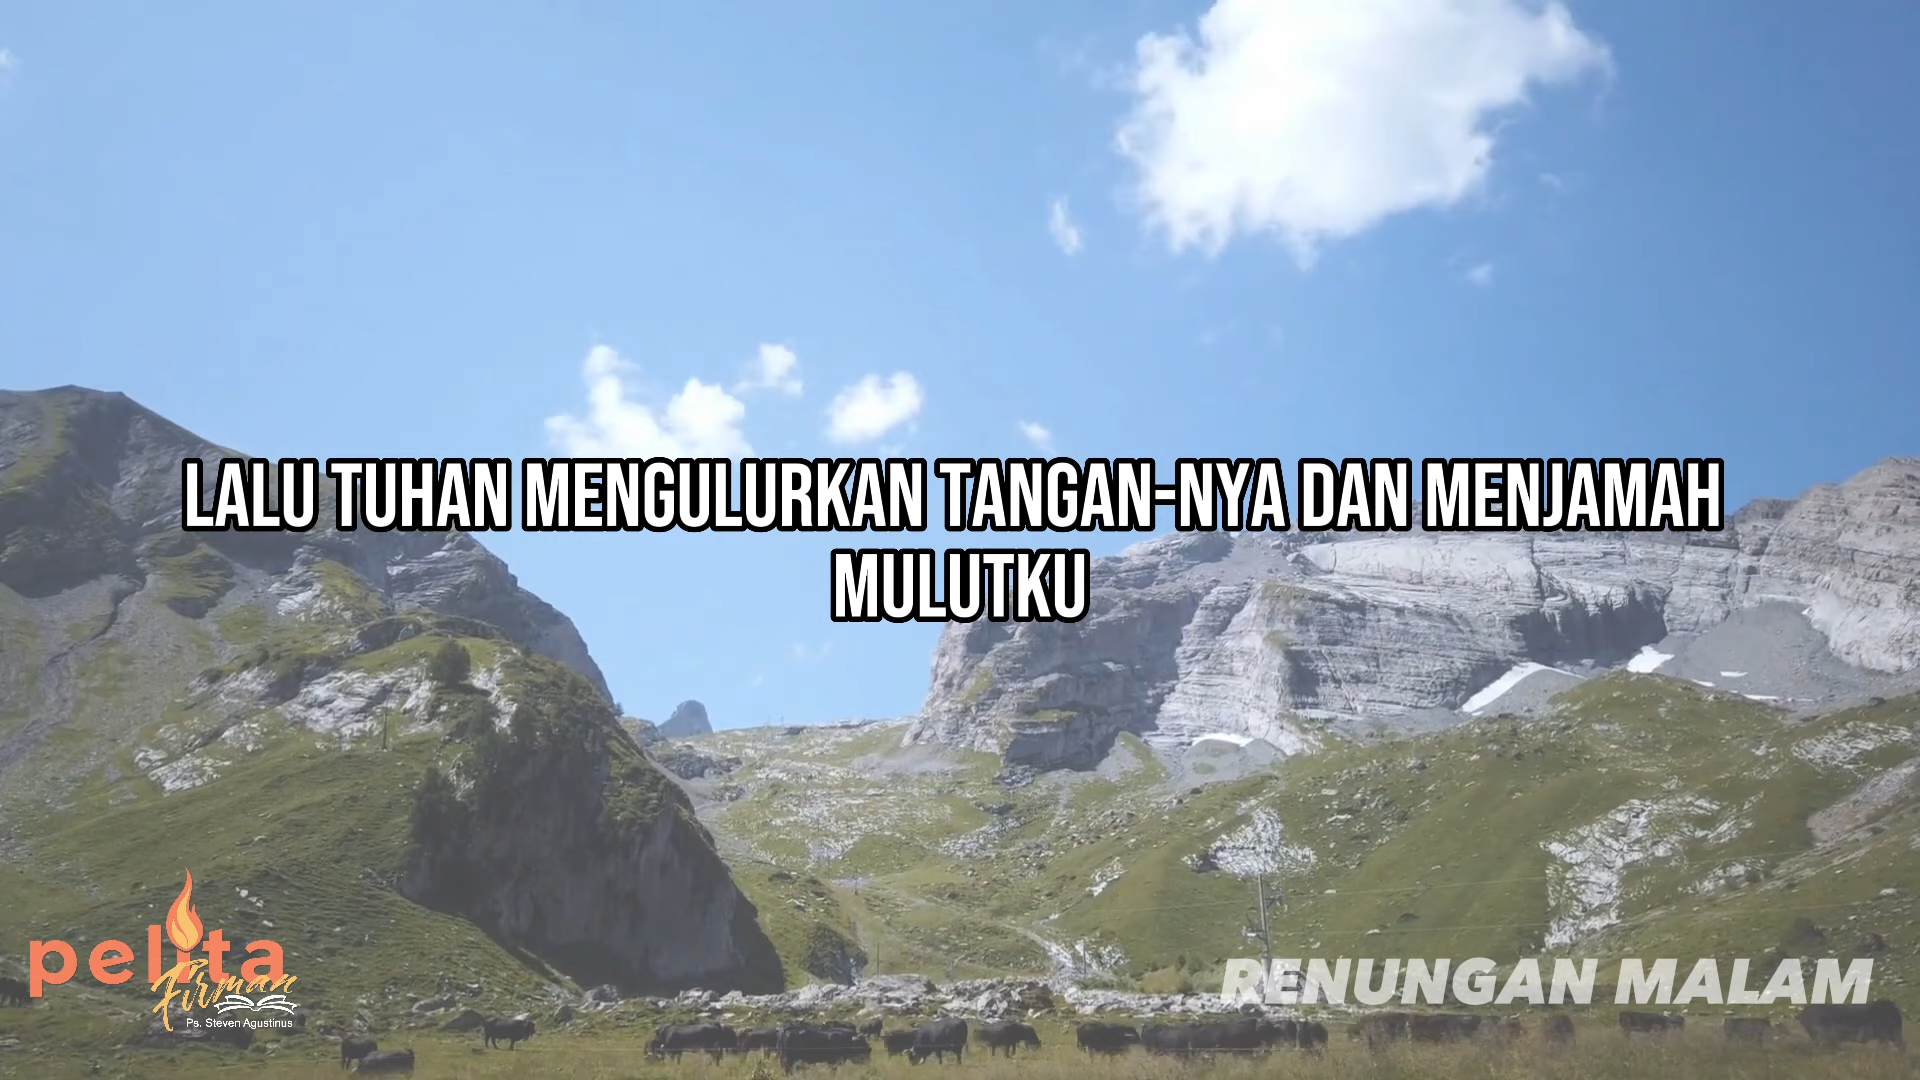 LALU TUHAN MENGULURKAN TANGAN-NYA DAN MENJAMAH
MULUTKU
pelita
Firman
Ps. Steven Agustinus
RENUNGAN MALAM